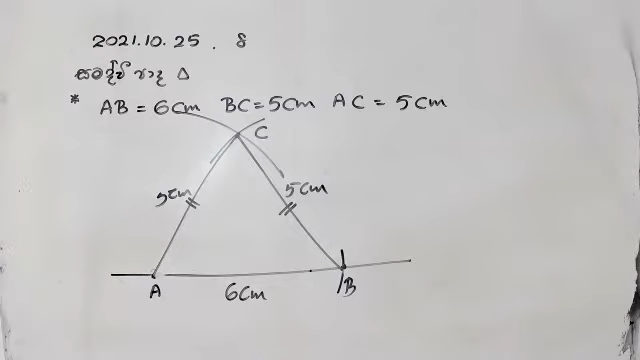 2021.10.25 . 8
සමද්විපාද Δ
* AB = 6cm BC = 5cm AC = 5cm
C
5cm 5cm
A 6cm B